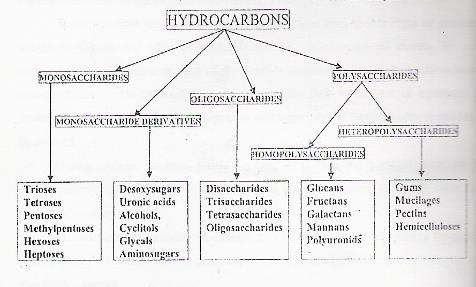 HYDROCARBONS
MONOSACCHARIDES
POLYSACCHARIDES
OLIGOSACCHARIDES
MONOSACCHARIDE DERIVATIVES
HETEROPOLYSACCHARIDES
HOMOPOLYSACCHARIDES
Trioses
Tetroses
Pentoses
Methylpentoses
Hexoses
Heptoses
Desoxysugars
Uronic acids
Alcohols,
Cyclitols
Glycals
Aminosugars
Disaccharides
Trisaccharides
Tetrasaccharides
Oligosaccharides
Glucans
Fructans
Galactans
Mannans
Polyuronids
Gums
Mucilages
Pectins
Hemicelluloses